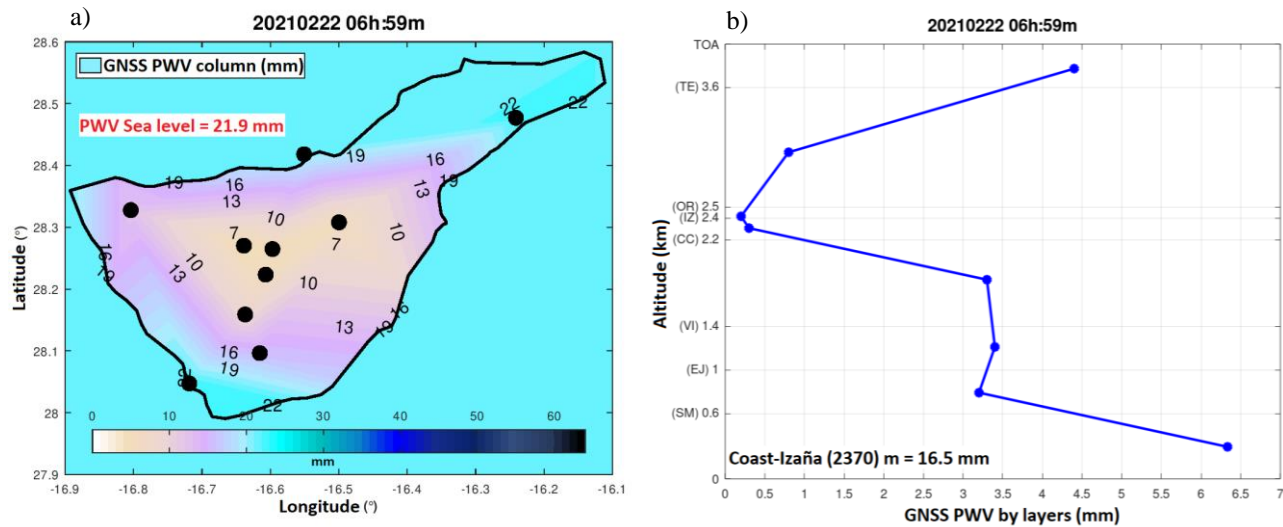 a)
20210222 06h:59m
28.6
28.5
28.4
28.3
28.2
28.1
28
27.9
Latitude (°)
GNSS PWV column (mm)
PWV Sea level = 21.9 mm
22
22
19
16
19
16
13
13
19
10
7
7
10
16
19
10
13
10
16
19
13
16
19
22
0 10 20 30 40 50 60
mm
-16.9 -16.8 -16.7 -16.6 -16.5 -16.4 -16.3 -16.2 -16.1
Longitude (°)
b)
20210222 06h:59m
TOA
(TE) 3.6
(OR) 2.5
(IZ) 2.4
(CC) 2.2
(VI) 1.4
(EJ) 1
(SM) 0.6
0
Altitude (km)
Coast-Izaña (2370) m = 16.5 mm
0 0.5 1 1.5 2 2.5 3 3.5 4 4.5 5 5.5 6 6.5 7
GNSS PWV by layers (mm)